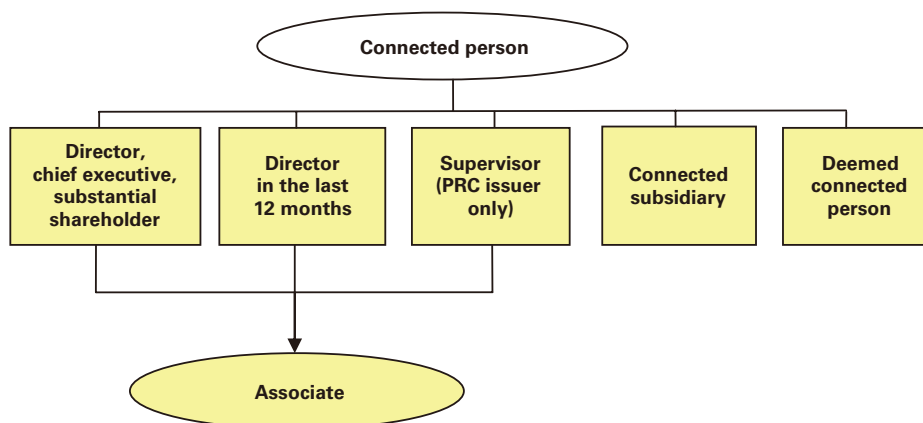 Connected person
Director,
chief executive,
substantial
shareholder
Director
in the last
12 months
Supervisor
(PRC issuer
only)
Connected
subsidiary
Deemed
connected
person
Associate